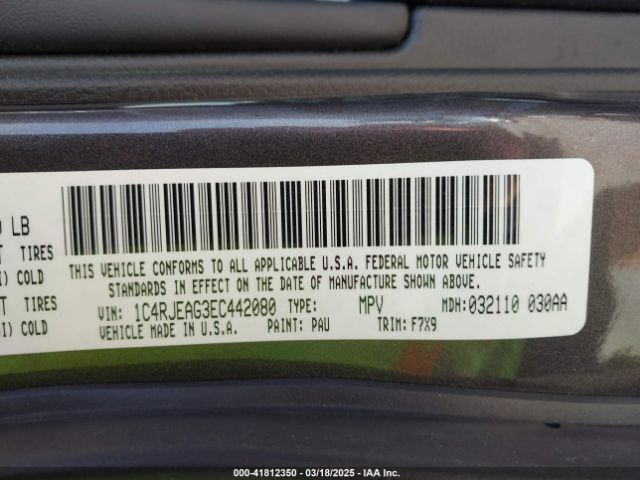 LB
TIRES
COLD
TIRES
COLD
THIS VEHICLE CONFORMS TO ALL APPLICABLE U.S.A. FEDERAL MOTOR VEHICLE SAFETY
STANDARDS IN EFFECT ON THE DATE OF MANUFACTURE SHOWN ABOVE.
VIN: 1C4RJEAG3EC442080 TYPE: MPV MDH: 032110 030AA
VEHICLE MADE IN U.S.A. PAINT: PAU TRIM: F7X9
000-41812350 • 03/18/2025 - IAA Inc.